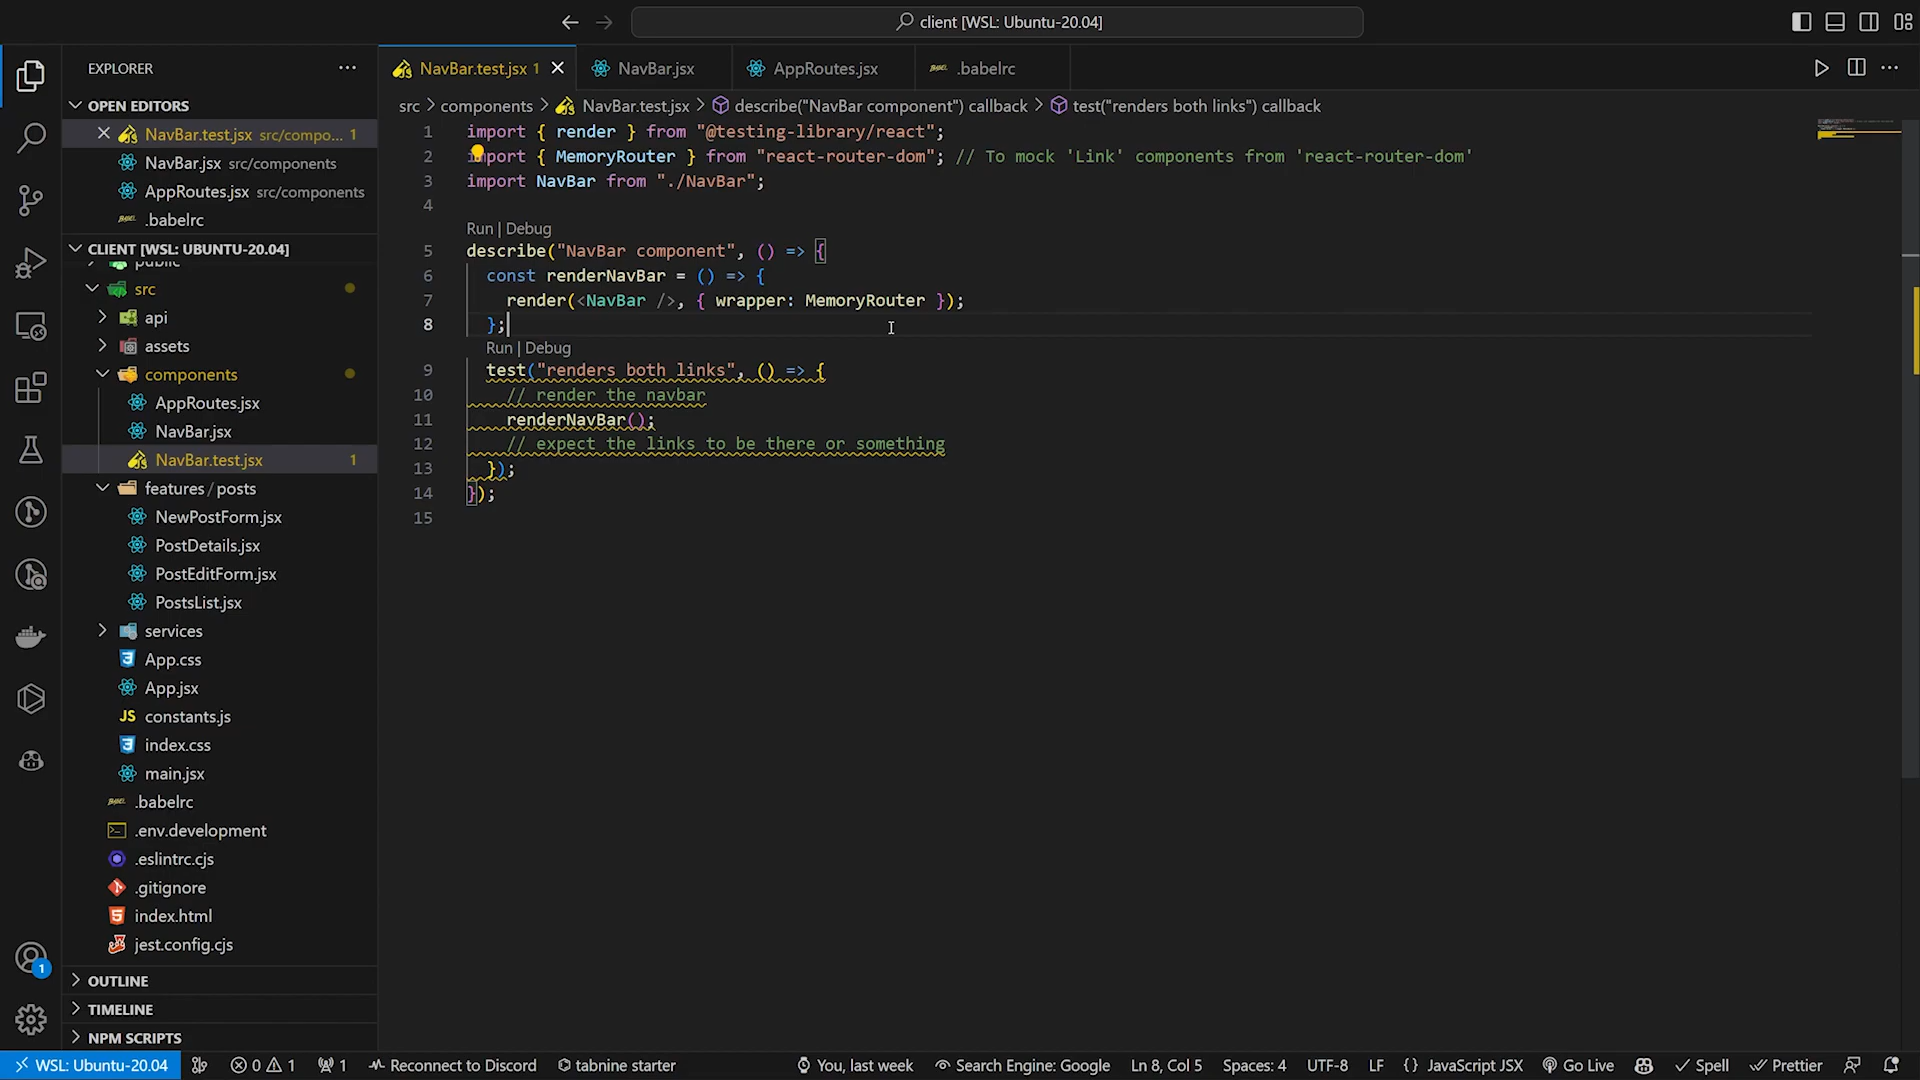 client [WSL: Ubuntu-20.04]
EXPLORER
OPEN EDITORS
NavBar.test.jsx src/compo... 1
NavBar.jsx src/components
AppRoutes.jsx src/components
.babelrc
CLIENT [WSL: UBUNTU-20.04]
public
src
api
assets
components
AppRoutes.jsx
NavBar.jsx
NavBar.test.jsx 1
features/posts
NewPostForm.jsx
PostDetails.jsx
PostEditForm.jsx
PostsList.jsx
services
App.css
App.jsx
JS constants.js
index.css
main.jsx
.babelrc
.env.development
.eslintrc.cjs
.gitignore
index.html
jest.config.cjs
OUTLINE
TIMELINE
NPM SCRIPTS
1
NavBar.test.jsx 1 NavBar.jsx AppRoutes.jsx .babelrc
src > components > NavBar.test.jsx > describe("NavBar component") callback > test("renders both links") callback
1 import { render } from "@testing-library/react";
2 import { MemoryRouter } from "react-router-dom"; // To mock 'Link' components from 'react-router-dom'
3 import NavBar from "./NavBar";
4
Run | Debug
5 describe("NavBar component", () => {
6 const renderNavBar = () => {
7 render(<NavBar />, { wrapper: MemoryRouter });
8 };
Run | Debug
9 test("renders both links", () => {
10 // render the navbar
11 renderNavBar();
12 // expect the links to be there or something
13 });
14 });
15
WSL: Ubuntu-20.04 0 1 1 Reconnect to Discord tabnine starter You, last week Search Engine: Google Ln 8, Col 5 Spaces: 4 UTF-8 LF {} JavaScript JSX Go Live Spell Prettier